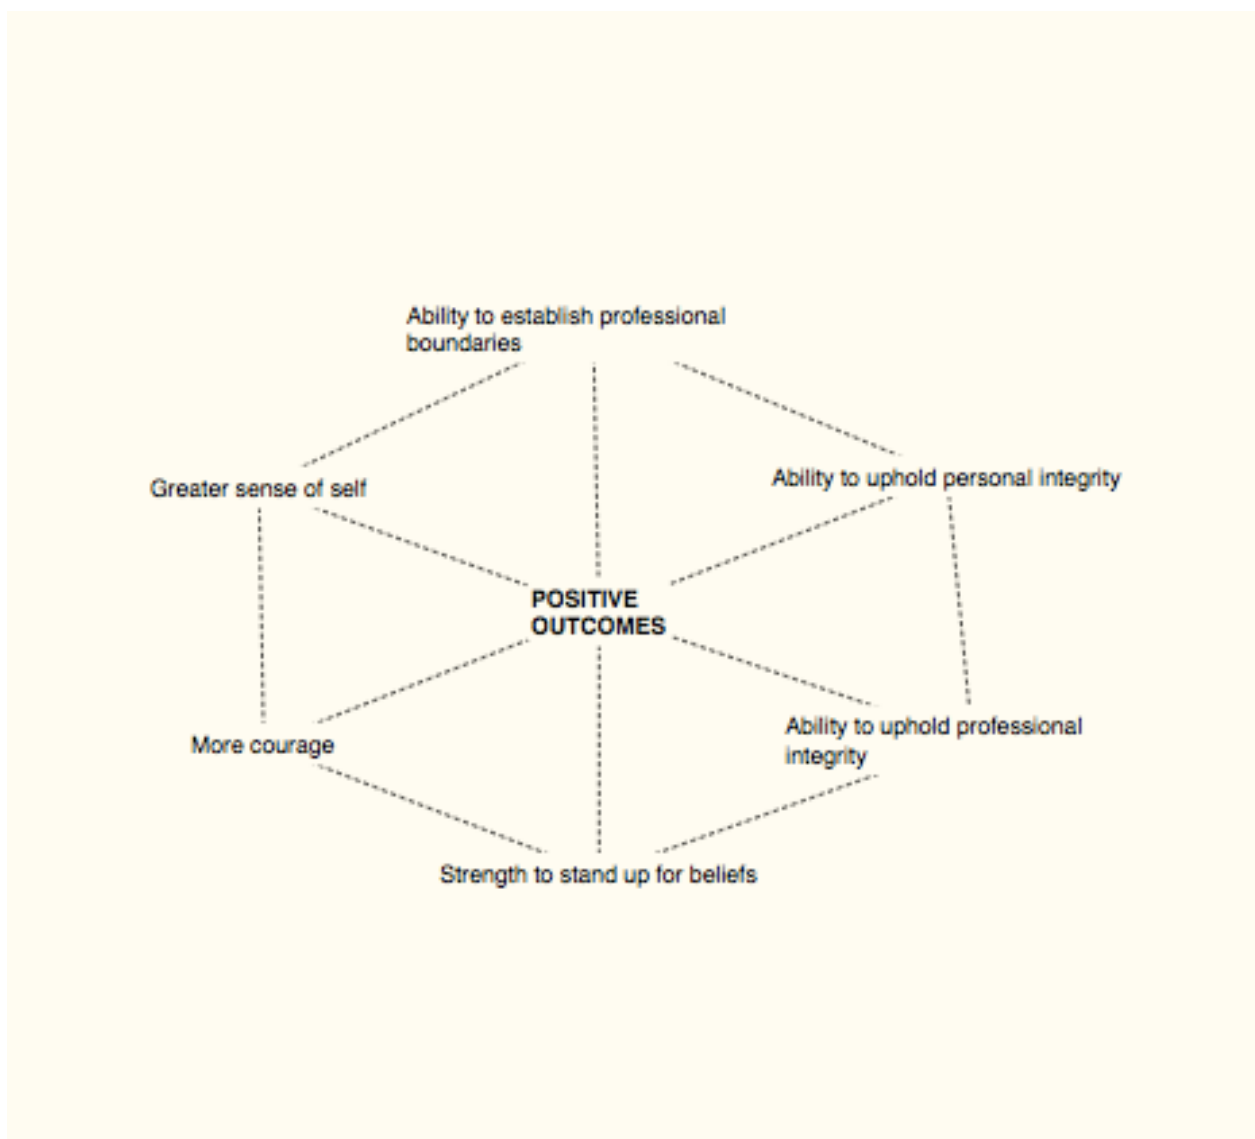 Ability to establish professional
boundaries
Ability to uphold personal integrity
Greater sense of self
POSITIVE
OUTCOMES
Ability to uphold professional
integrity
More courage
Strength to stand up for beliefs